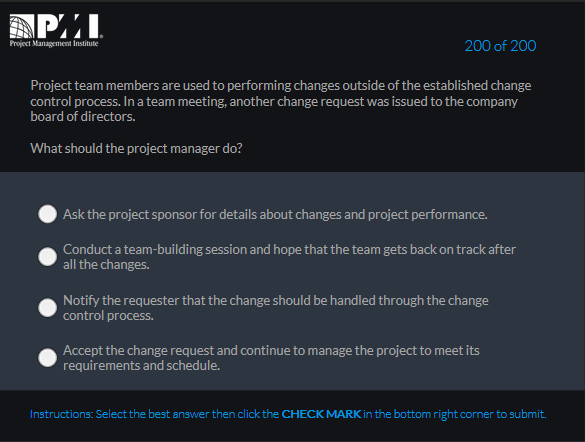 PMI.
Project Management Institute
200 of 200
Project team members are used to performing changes outside of the established change
control process. In a team meeting, another change request was issued to the company
board of directors.
What should the project manager do?
Ask the project sponsor for details about changes and project performance.
Conduct a team-building session and hope that the team gets back on track after
all the changes.
Notify the requester that the change should be handled through the change
control process.
Accept the change request and continue to manage the project to meet its
requirements and schedule.
Instructions: Select the best answer then click the CHECK MARK in the bottom right corner to submit.